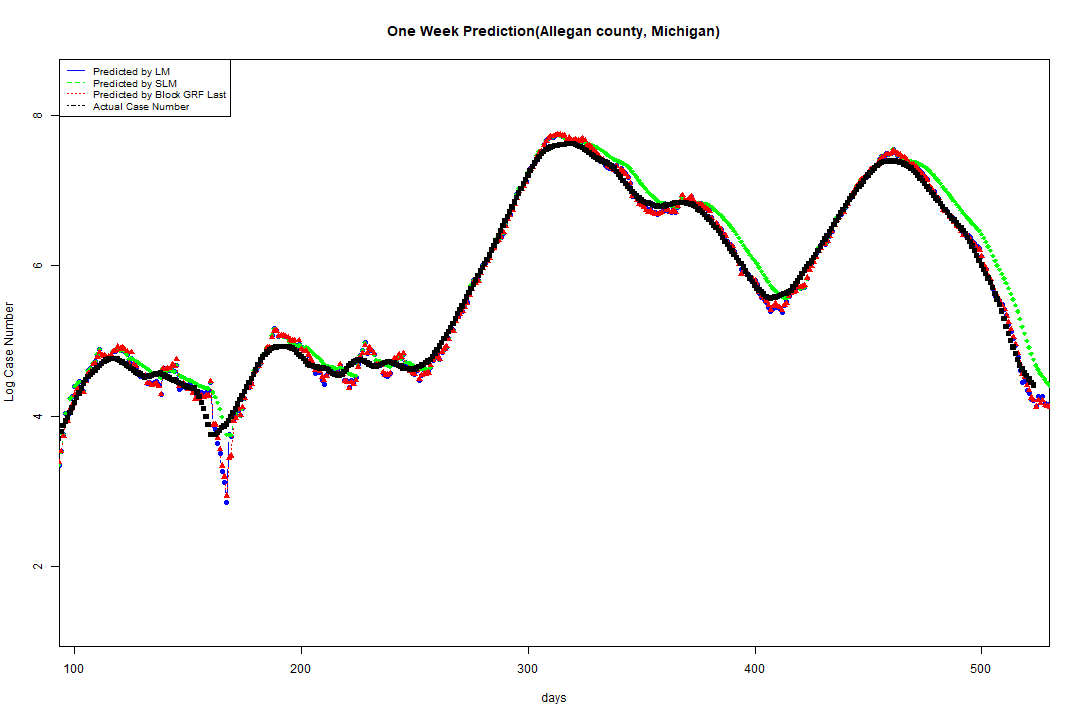 One Week Prediction(Allegan county, Michigan)
Predicted by LM
Predicted by SLM
Predicted by Block GRF Last
Actual Case Number
8
6
4
2
Log Case Number
100 200 300 400 500
days